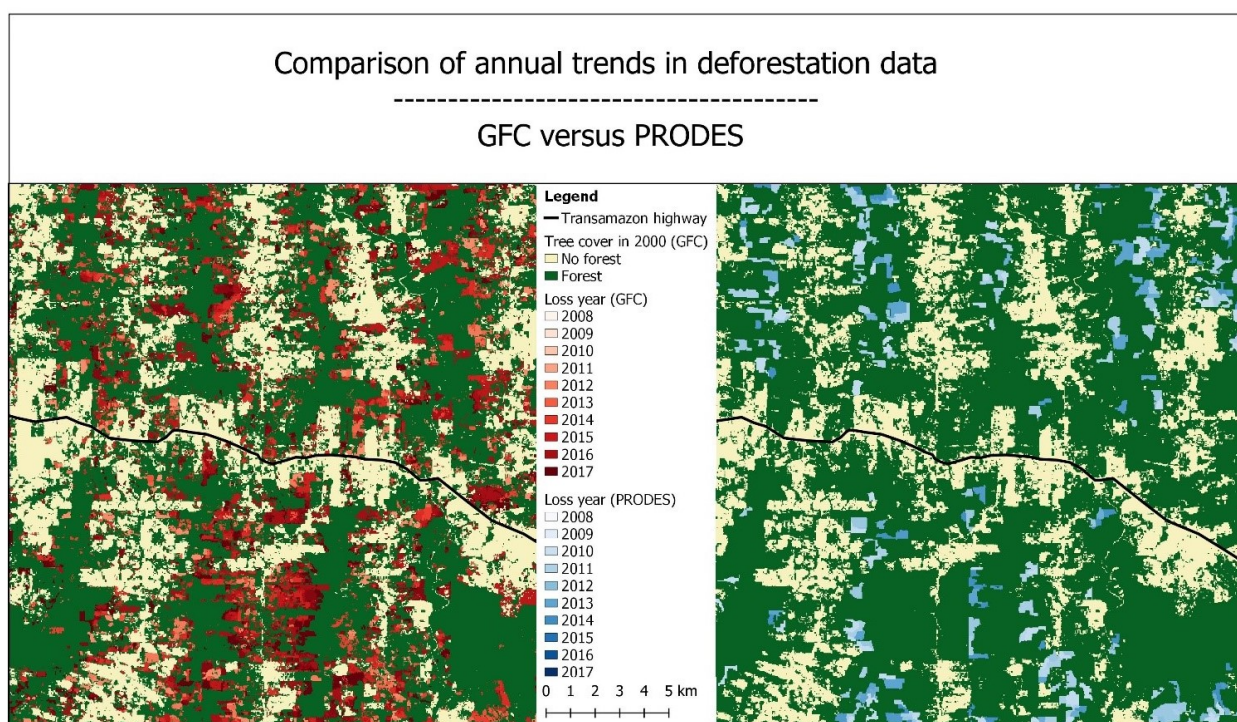 Comparison of annual trends in deforestation data
----------------------------------------
GFC versus PRODES
Legend
Transamazon highway
Tree cover in 2000 (GFC)
No forest
Forest
Loss year (GFC)
2008
2009
2010
2011
2012
2013
2014
2015
2016
2017
Loss year (PRODES)
2008
2009
2010
2011
2012
2013
2014
2015
2016
2017
0 1 2 3 4 5 km